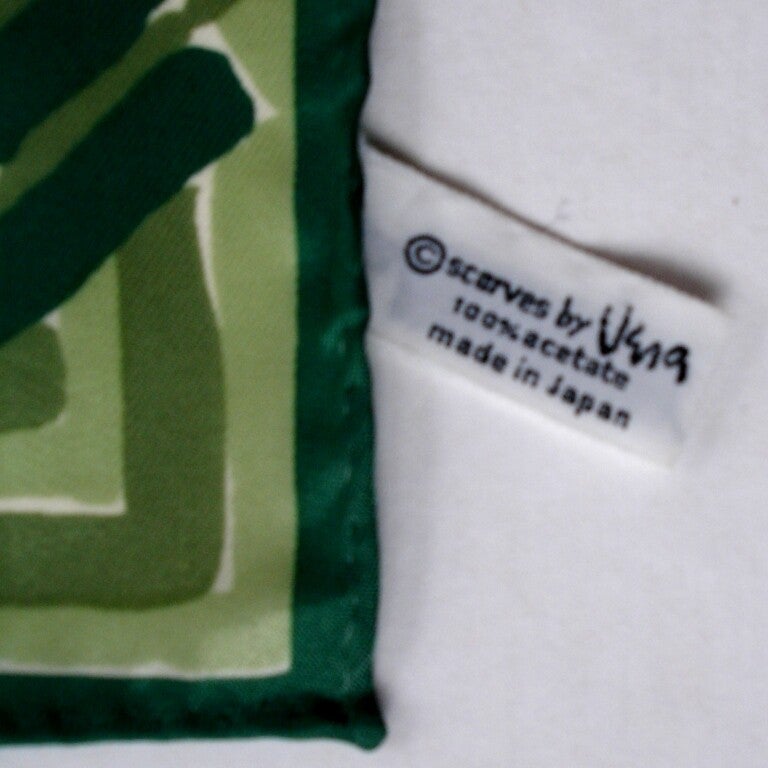 ©scarves by Vera
100% acetate
made in Japan